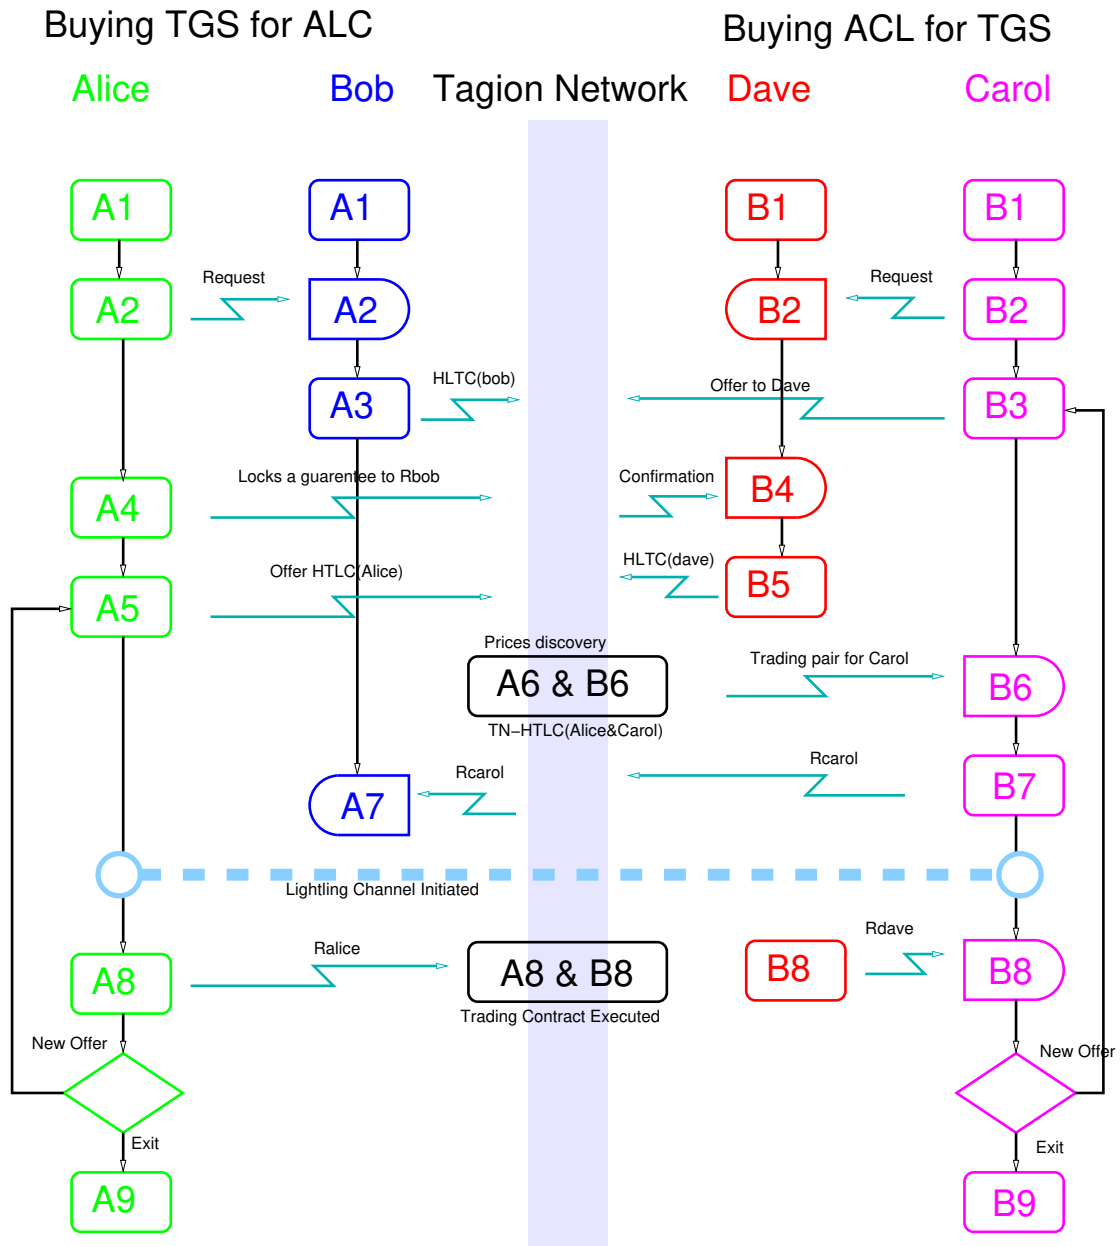 Buying TGS for ALC
Buying ACL for TGS
Alice
Bob
Tagion Network
Dave
Carol
A1
A1
B1
B1
Request
Request
A2
A2
B2
B2
HLTC(bob)
Offer to Dave
A3
B3
Locks a guarentee to Rbob
Confirmation
A4
B4
Offer HTLC(Alice)
HLTC(dave)
A5
B5
Prices discovery
A6 & B6
Trading pair for Carol
B6
TN−HTLC(Alice&Carol)
Rcarol
Rcarol
A7
B7
Lightling Channel Initiated
Ralice
Rdave
A8
A8 & B8
B8
B8
Trading Contract Executed
New Offer
New Offer
Exit
Exit
A9
B9